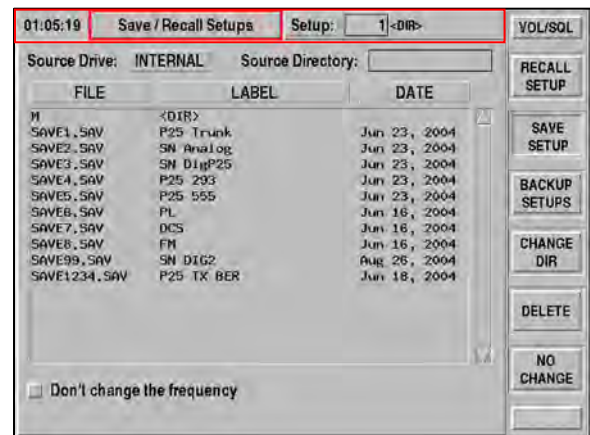 01:05:19 Save / Recall Setups Setup: 1 <DIR>
Source Drive: INTERNAL Source Directory:
FILE LABEL DATE
M <DIR>
SAVE1.SAV P25 Trunk Jun 23, 2004
SAVE2.SAV SN Analog Jun 23, 2004
SAVE3.SAV SN DigP25 Jun 23, 2004
SAVE4.SAV P25 293 Jun 23, 2004
SAVE5.SAV P25 555 Jun 23, 2004
SAVE6.SAV PL Jun 16, 2004
SAVE7.SAV DCS Jun 16, 2004
SAVE8.SAV FM Jun 16, 2004
SAVE99.SAV SN DIG2 Aug 26, 2004
SAVE1234.SAV P25 TX BER Jun 18, 2004
Don't change the frequency
VOL/SQL
RECALL
SETUP
SAVE
SETUP
BACKUP
SETUPS
CHANGE
DIR
DELETE
NO
CHANGE